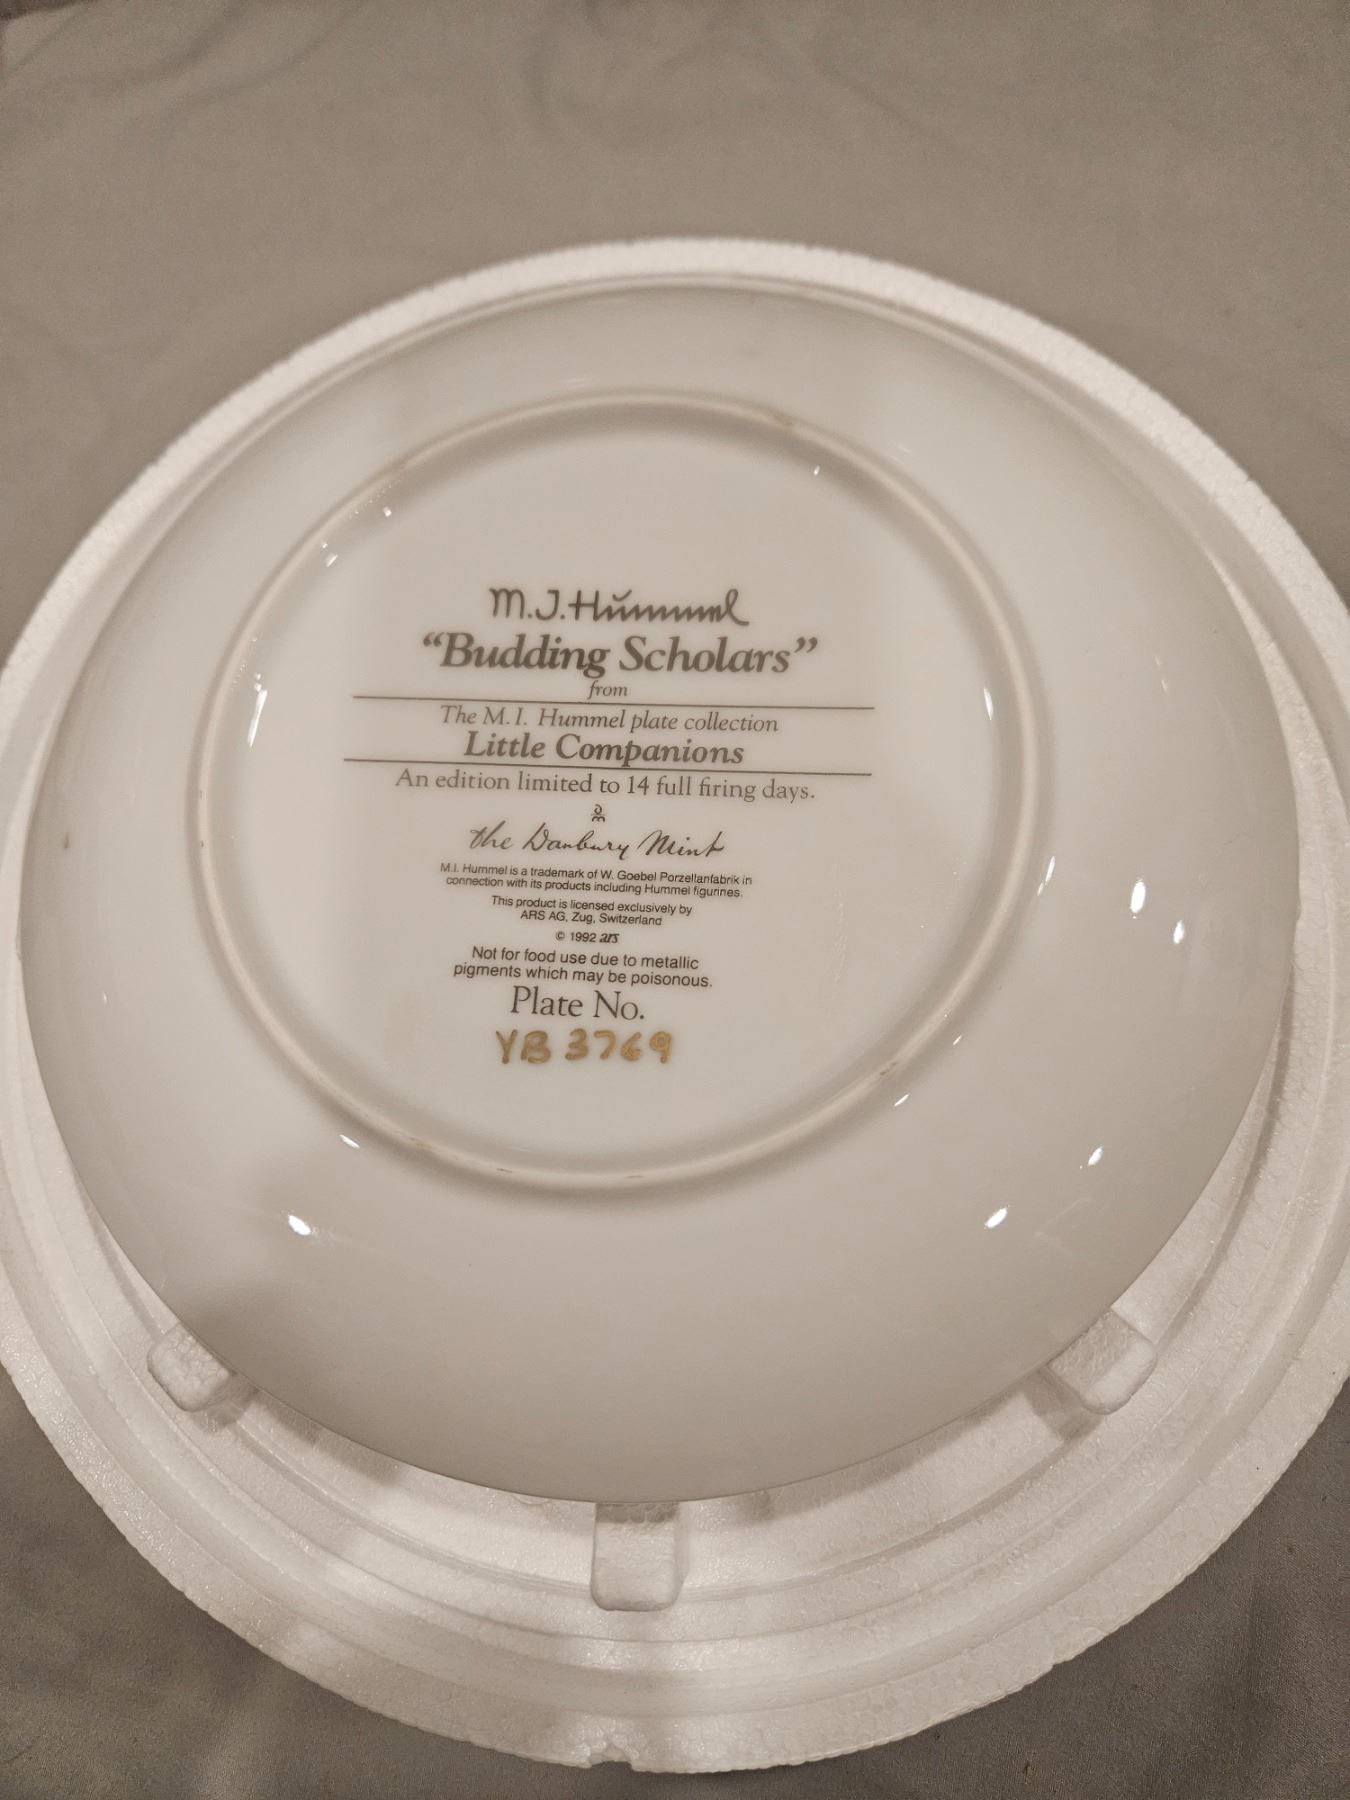 M.J.Hummel
“Budding Scholars”
from
The M.I. Hummel plate collection
Little Companions
An edition limited to 14 full firing days.
the Danbury Mint
M.I. Hummel is a trademark of W. Goebel Porzellanfabrik in
connection with its products including Hummel figurines.
This product is licensed exclusively by
ARS AG, Zug, Switzerland
© 1992 ars
Not for food use due to metallic
pigments which may be poisonous.
Plate No.
YB 3769